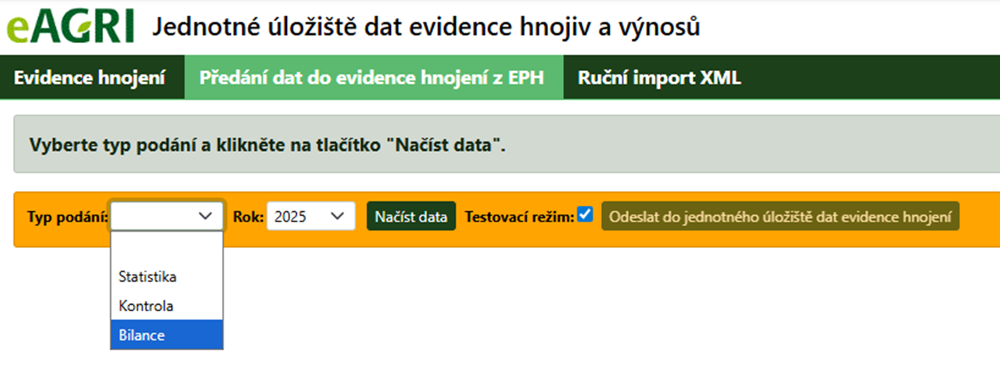 eAGRI Jednotné úložiště dat evidence hnojiv a výnosů
Evidence hnojení Předání dat do evidence hnojení z EPH Ruční import XML
Vyberte typ podání a klikněte na tlačítko "Načíst data".
Typ podání: Rok: 2025 Načíst data Testovací režim: Odeslat do jednotného úložiště dat evidence hnojení
Statistika
Kontrola
Bilance